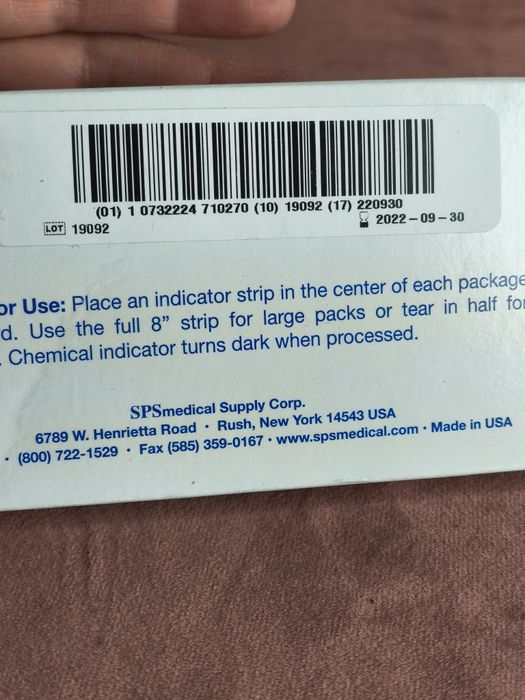 (01) 1 0732224 710270 (10) 19092 (17) 220930
LOT 19092
2022-09-30
or Use: Place an indicator strip in the center of each package
d. Use the full 8” strip for large packs or tear in half fo
. Chemical indicator turns dark when processed.
SPSmedical Supply Corp.
6789 W. Henrietta Road • Rush, New York 14543 USA
• (800) 722-1529 • Fax (585) 359-0167 • www.spsmedical.com • Made in USA